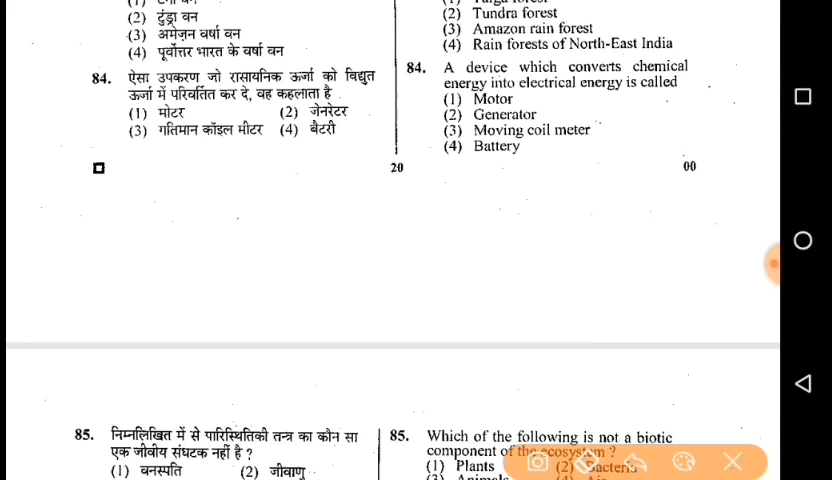 (2) टुंड्रा वन
(3) अमेज़न वर्षा वन
(4) पूर्वोत्तर भारत के वर्षा वन
84. ऐसा उपकरण जो रासायनिक ऊर्जा को विद्युत
ऊर्जा में परिवर्तित कर दे, वह कहलाता है
(1) मोटर (2) जेनरेटर
(3) गतिमान कॉइल मीटर (4) बैटरी
(2) Tundra forest
(3) Amazon rain forest
(4) Rain forests of North-East India
84. A device which converts chemical
energy into electrical energy is called
(1) Motor
(2) Generator
(3) Moving coil meter
(4) Battery
20 00
85. निम्नलिखित में से पारिस्थितिकी तन्त्र का कौन सा
एक जीवीय संघटक नहीं है ?
(1) वनस्पति (2) जीवाणु
85. Which of the following is not a biotic
component of the ecosystem ?
(1) Plants (2) Bacteria